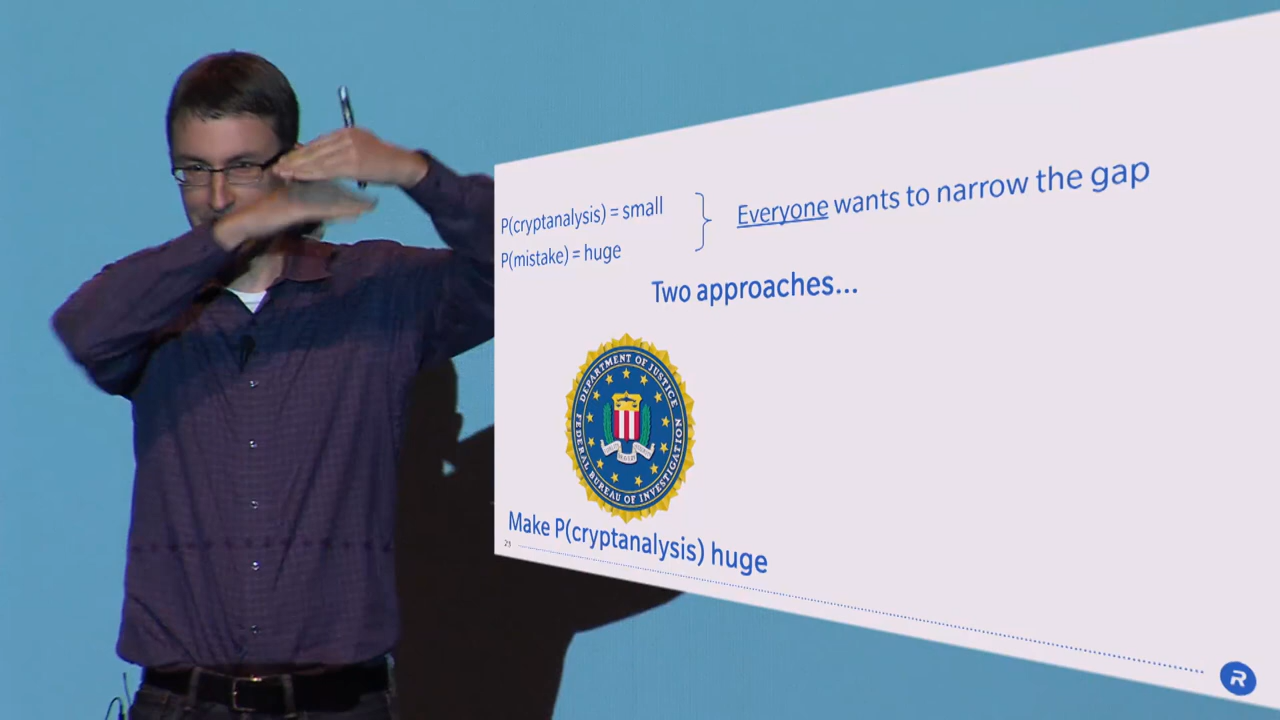 P(cryptanalysis) = small
P(mistake) = huge
Everyone wants to narrow the gap
Two approaches...
DEPARTMENT OF JUSTICE
FEDERAL BUREAU OF INVESTIGATION
Make P(cryptanalysis) huge
R